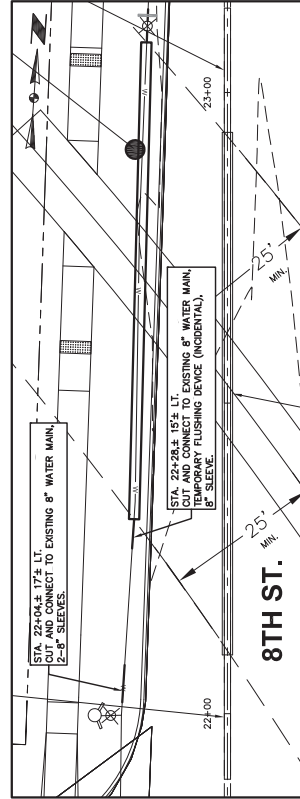 STA. 22+04,± 17'± LT.
CUT AND CONNECT TO EXISTING 8" WATER MAIN,
2-8" SLEEVES.
STA. 22+28,± 15'± LT.
CUT AND CONNECT TO EXISTING 8" WATER MAIN,
TEMPORARY FLUSHING DEVICE (INCIDENTAL),
8" SLEEVE.
N
W
W
W
22+00
23+00
25'
MIN.
25'
MIN.
8TH ST.